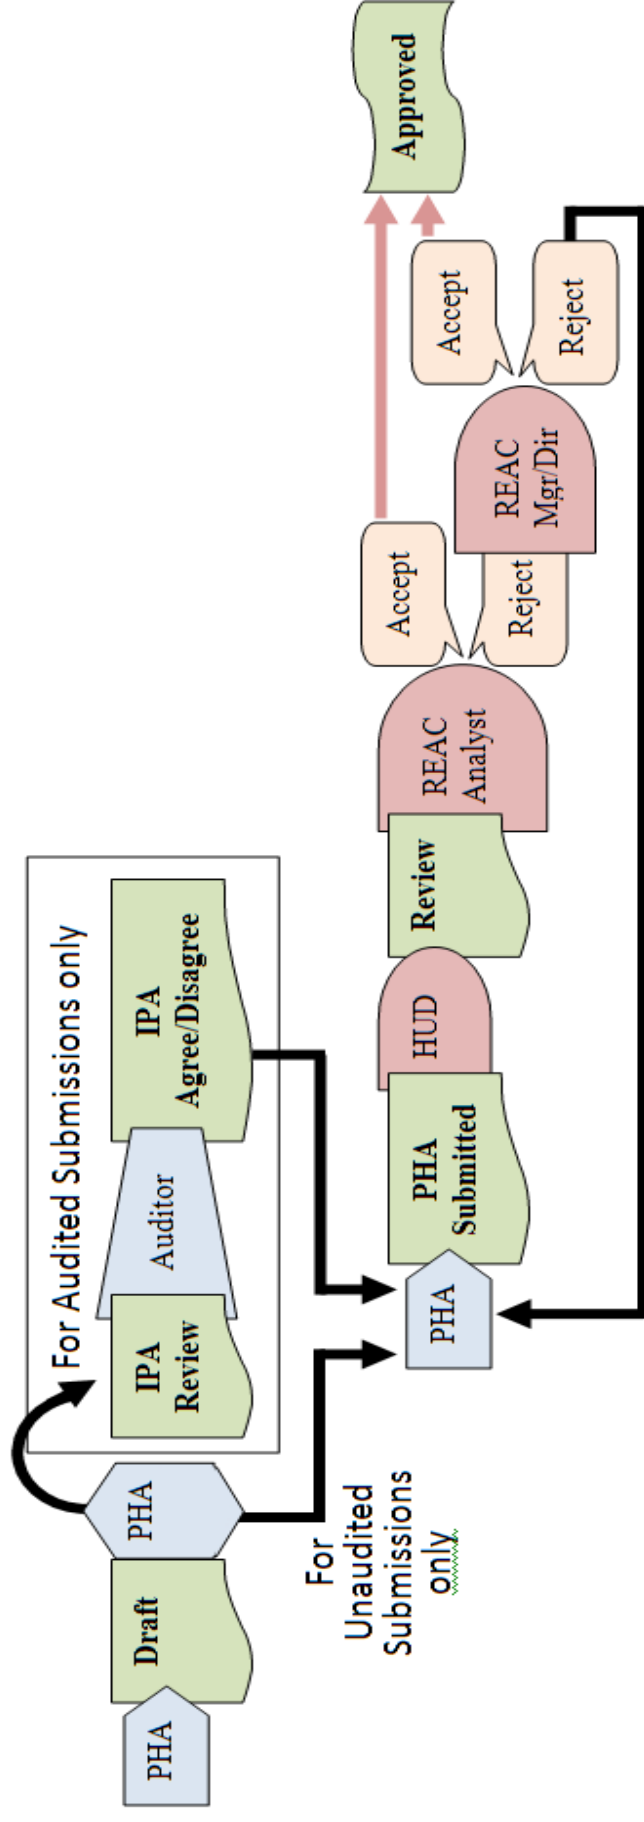 For Audited Submissions only
PHA
Draft
PHA
IPA
Review
Auditor
IPA
Agree/Disagree
For
Unaudited
Submissions
only
PHA
PHA
Submitted
HUD
Review
REAC
Analyst
Accept
Reject
REAC
Mgr/Dir
Accept
Reject
Approved